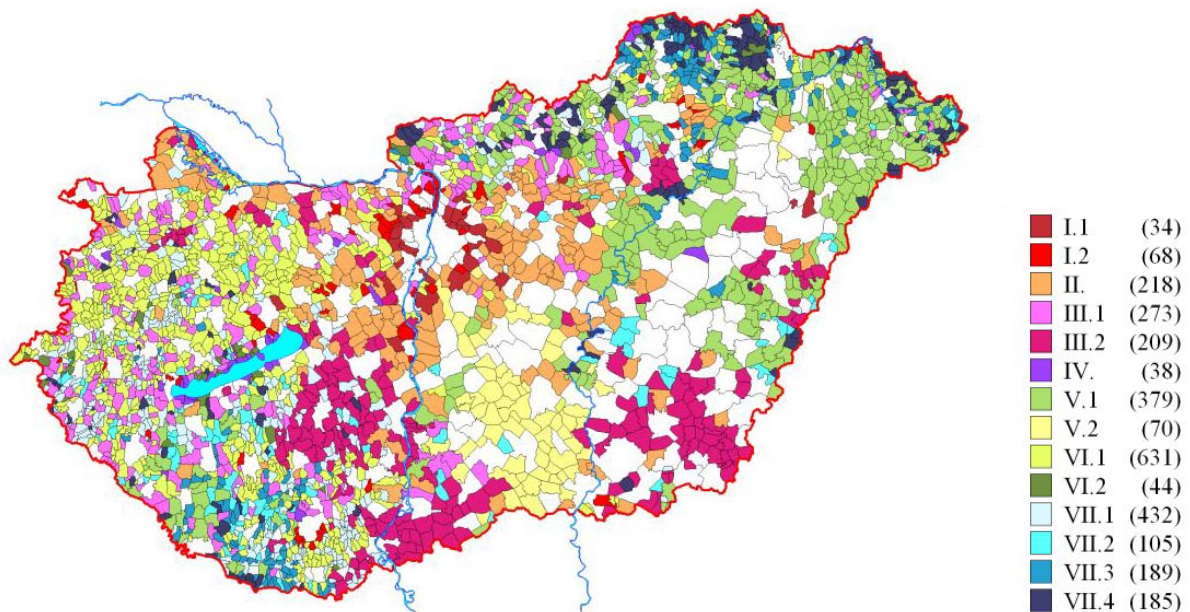 I.1 (34)
I.2 (68)
II. (218)
III.1 (273)
III.2 (209)
IV. (38)
V.1 (379)
V.2 (70)
VI.1 (631)
VI.2 (44)
VII.1 (432)
VII.2 (105)
VII.3 (189)
VII.4 (185)